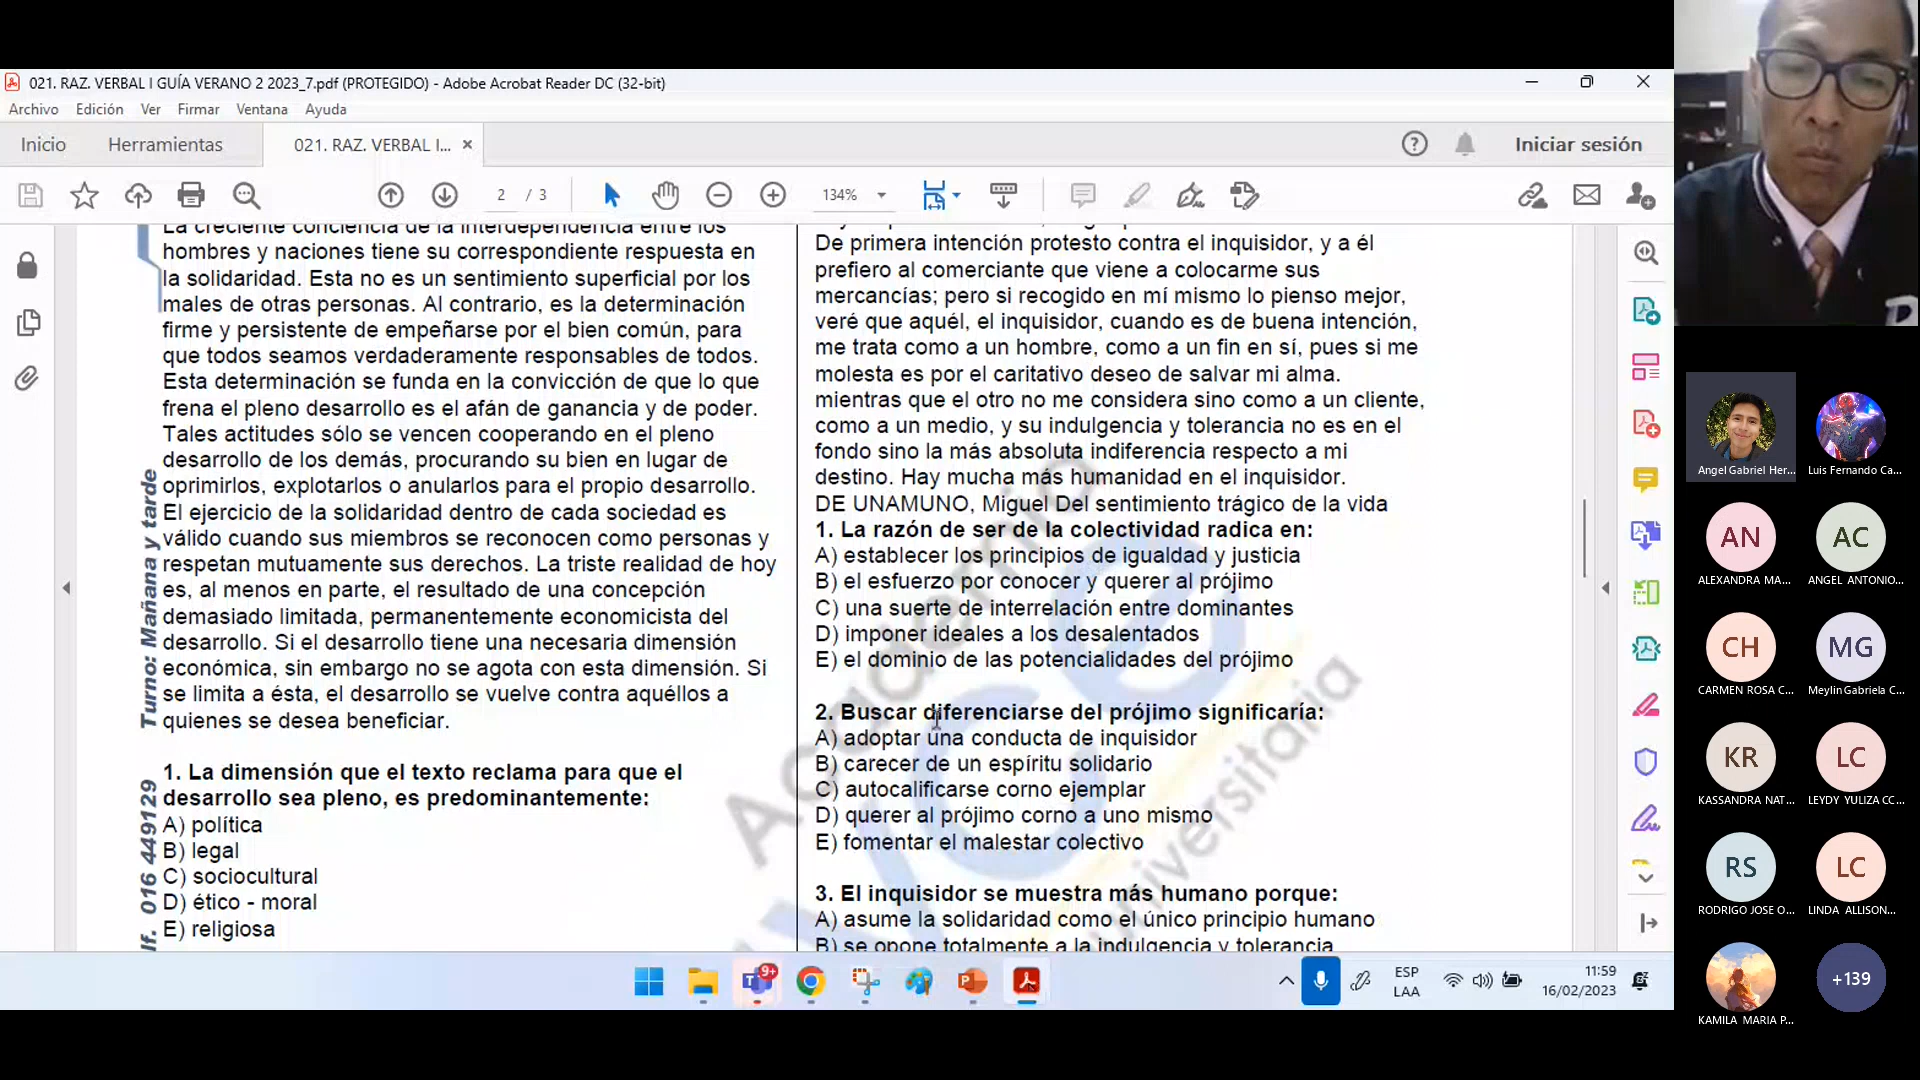 021. RAZ. VERBAL I GUÍA VERANO 2 2023_7.pdf (PROTEGIDO) - Adobe Acrobat Reader DC (32-bit)
Archivo Edición Ver Firmar Ventana Ayuda
Inicio Herramientas 021. RAZ. VERBAL I... × Iniciar sesión
2 / 3 134%
La creciente conciencia de la interdependencia entre los
hombres y naciones tiene su correspondiente respuesta en
la solidaridad. Esta no es un sentimiento superficial por los
males de otras personas. Al contrario, es la determinación
firme y persistente de empeñarse por el bien común, para
que todos seamos verdaderamente responsables de todos.
Esta determinación se funda en la convicción de que lo que
frena el pleno desarrollo es el afán de ganancia y de poder.
Tales actitudes sólo se vencen cooperando en el pleno
desarrollo de los demás, procurando su bien en lugar de
oprimirlos, explotarlos o anularlos para el propio desarrollo.
El ejercicio de la solidaridad dentro de cada sociedad es
válido cuando sus miembros se reconocen como personas y
respetan mutuamente sus derechos. La triste realidad de hoy
es, al menos en parte, el resultado de una concepción
demasiado limitada, permanentemente economicista del
desarrollo. Si el desarrollo tiene una necesaria dimensión
económica, sin embargo no se agota con esta dimensión. Si
se limita a ésta, el desarrollo se vuelve contra aquéllos a
quienes se desea beneficiar.
1. La dimensión que el texto reclama para que el
desarrollo sea pleno, es predominantemente:
A) política
B) legal
C) sociocultural
D) ético - moral
E) religiosa
Turno: Mañana y tarde
lf. 016 449129
De primera intención protesto contra el inquisidor, y a él
prefiero al comerciante que viene a colocarme sus
mercancías; pero si recogido en mí mismo lo pienso mejor,
veré que aquél, el inquisidor, cuando es de buena intención,
me trata como a un hombre, como a un fin en sí, pues si me
molesta es por el caritativo deseo de salvar mi alma.
mientras que el otro no me considera sino como a un cliente,
como a un medio, y su indulgencia y tolerancia no es en el
fondo sino la más absoluta indiferencia respecto a mi
destino. Hay mucha más humanidad en el inquisidor.
DE UNAMUNO, Miguel Del sentimiento trágico de la vida
1. La razón de ser de la colectividad radica en:
A) establecer los principios de igualdad y justicia
B) el esfuerzo por conocer y querer al prójimo
C) una suerte de interrelación entre dominantes
D) imponer ideales a los desalentados
E) el dominio de las potencialidades del prójimo
2. Buscar diferenciarse del prójimo significaría:
A) adoptar una conducta de inquisidor
B) carecer de un espíritu solidario
C) autocalificarse corno ejemplar
D) querer al prójimo corno a uno mismo
E) fomentar el malestar colectivo
3. El inquisidor se muestra más humano porque:
A) asume la solidaridad como el único principio humano
B) se opone totalmente a la indulgencia y tolerancia
Academia
universitaria
9+
ESP
LAA
11:59
16/02/2023
Angel Gabriel Her... Luis Fernando Ca...
AN AC
ALEXANDRA MA... ANGEL ANTONIO...
CH MG
CARMEN ROSA C... Meylin Gabriela C...
KR LC
KASSANDRA NAT... LEYDY YULIZA CC...
RS LC
RODRIGO JOSE O... LINDA ALLISON...
+139
KAMILA MARIA P...